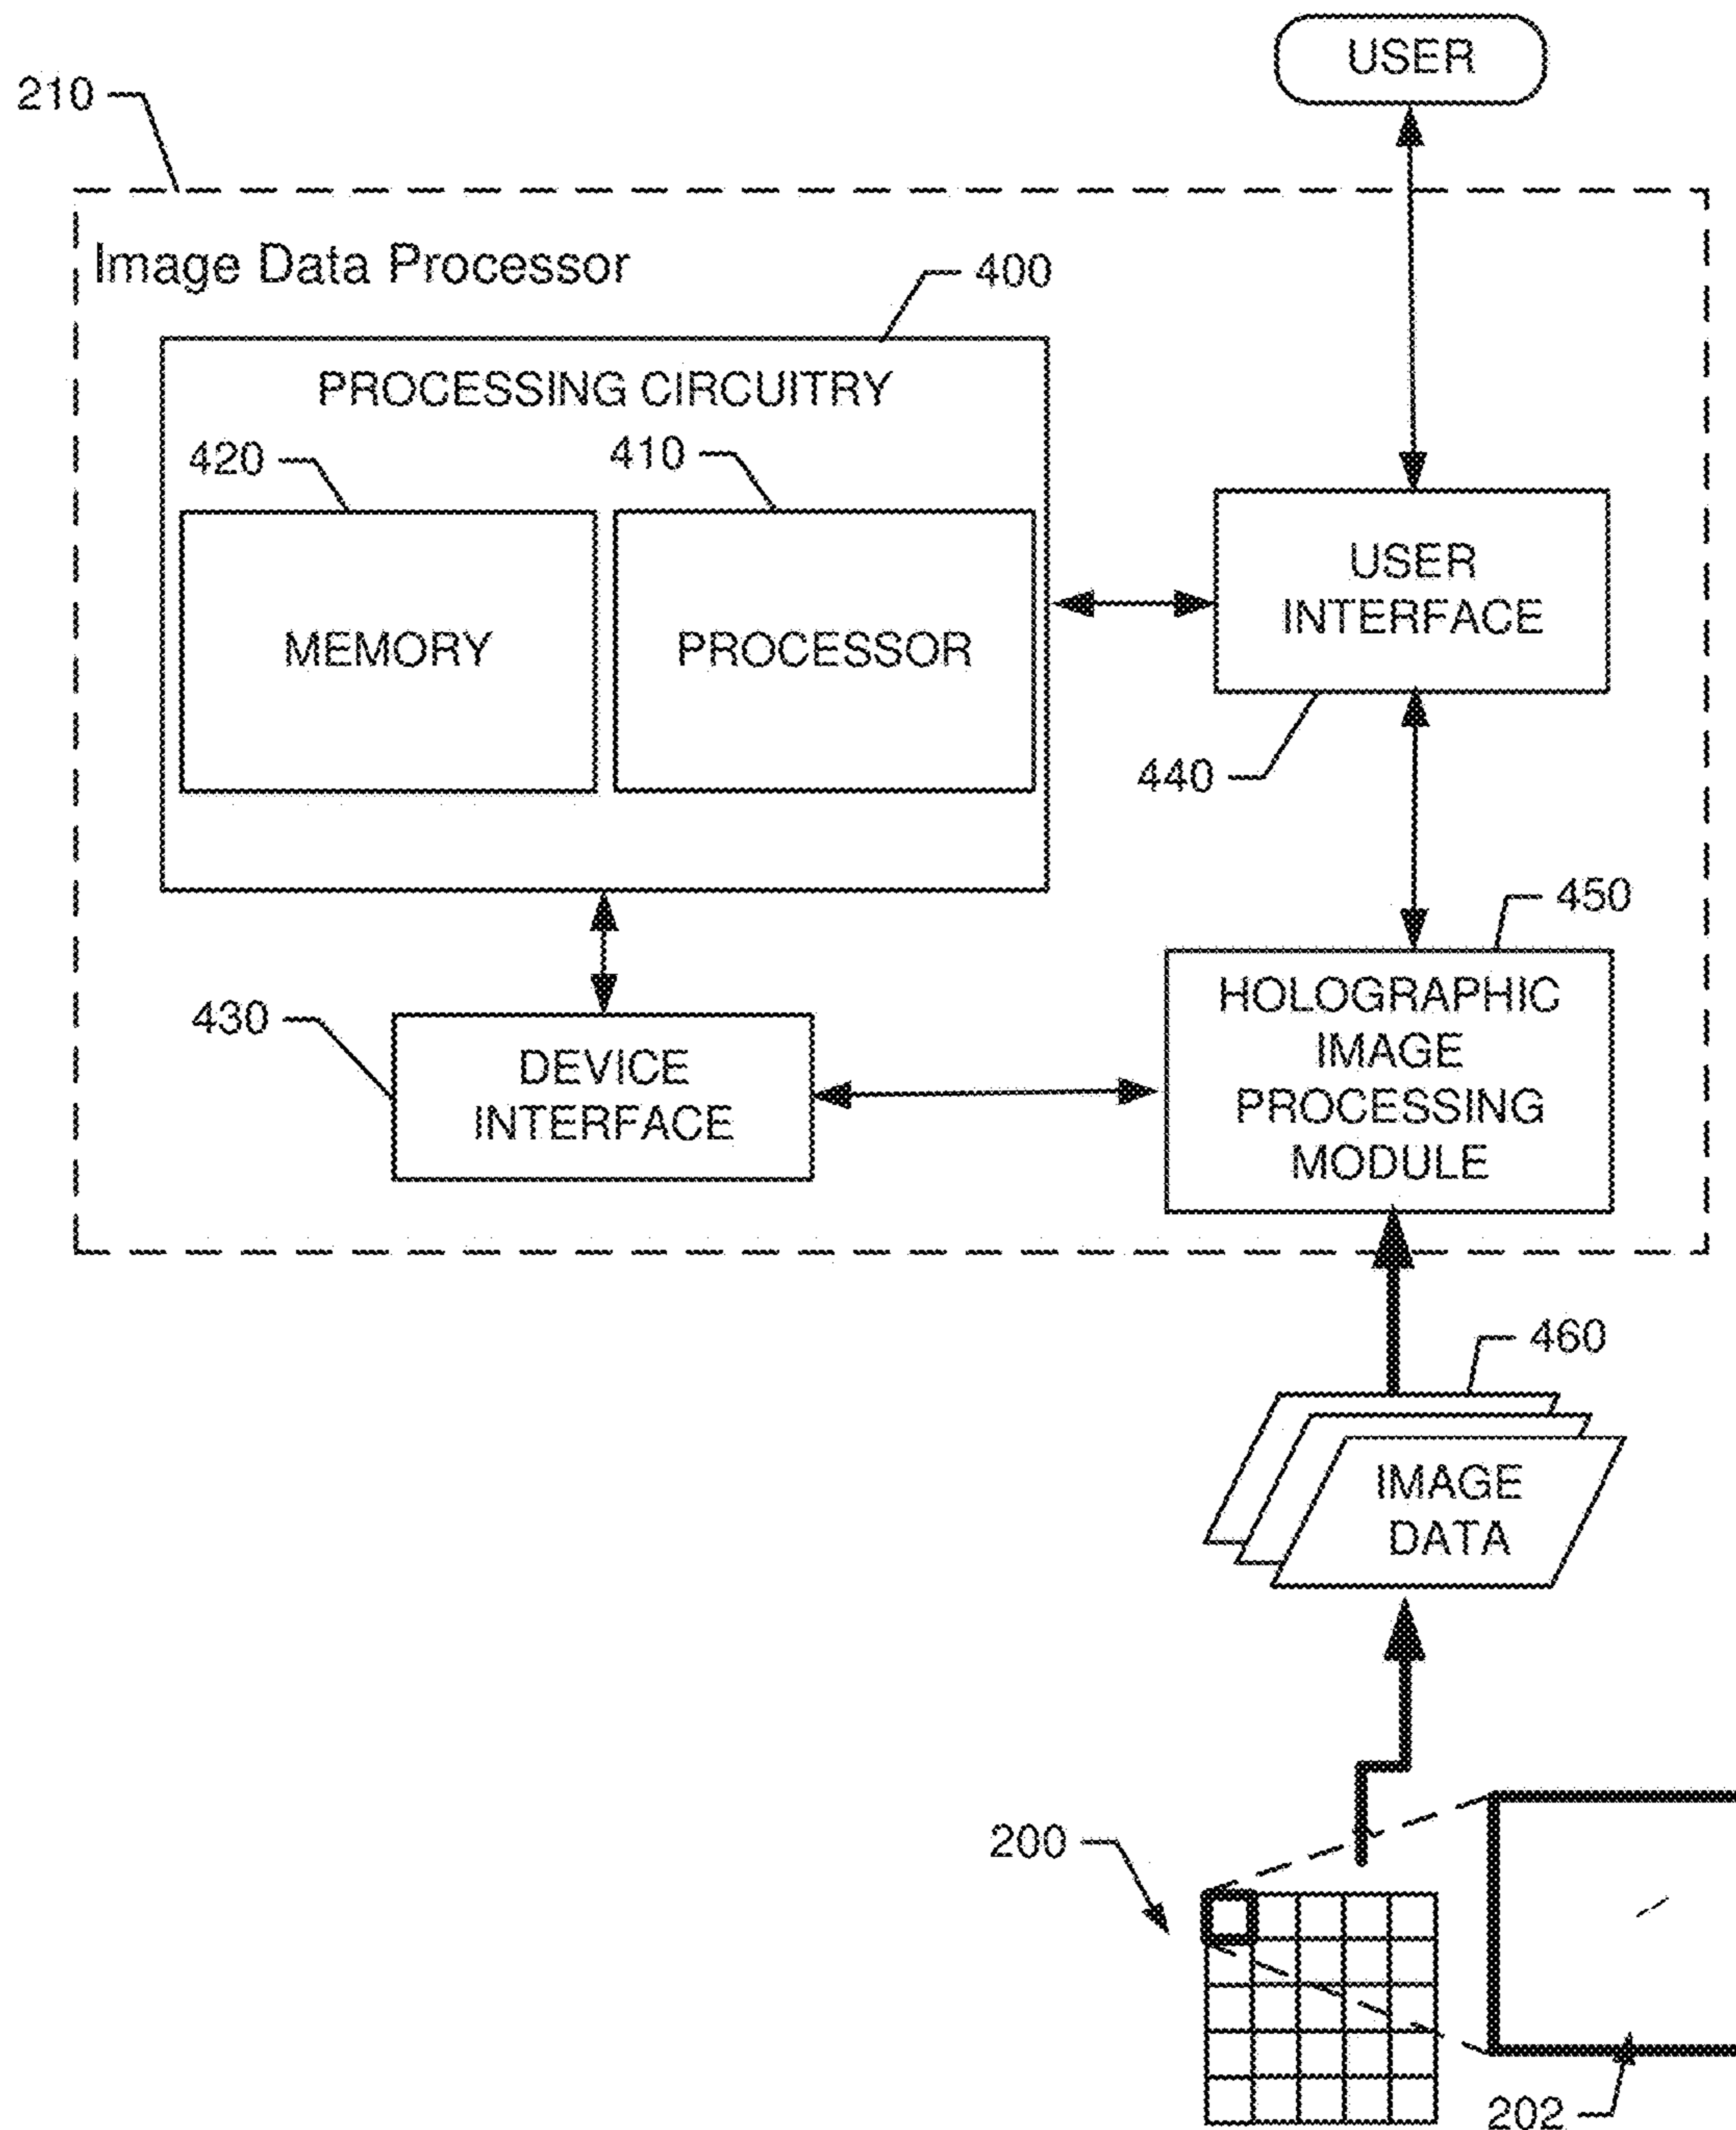 USER
210
Image Data Processor
400
PROCESSING CIRCUITRY
420
410
MEMORY
PROCESSOR
USER
INTERFACE
440
450
430
DEVICE
INTERFACE
HOLOGRAPHIC
IMAGE
PROCESSING
MODULE
460
IMAGE
DATA
200
202